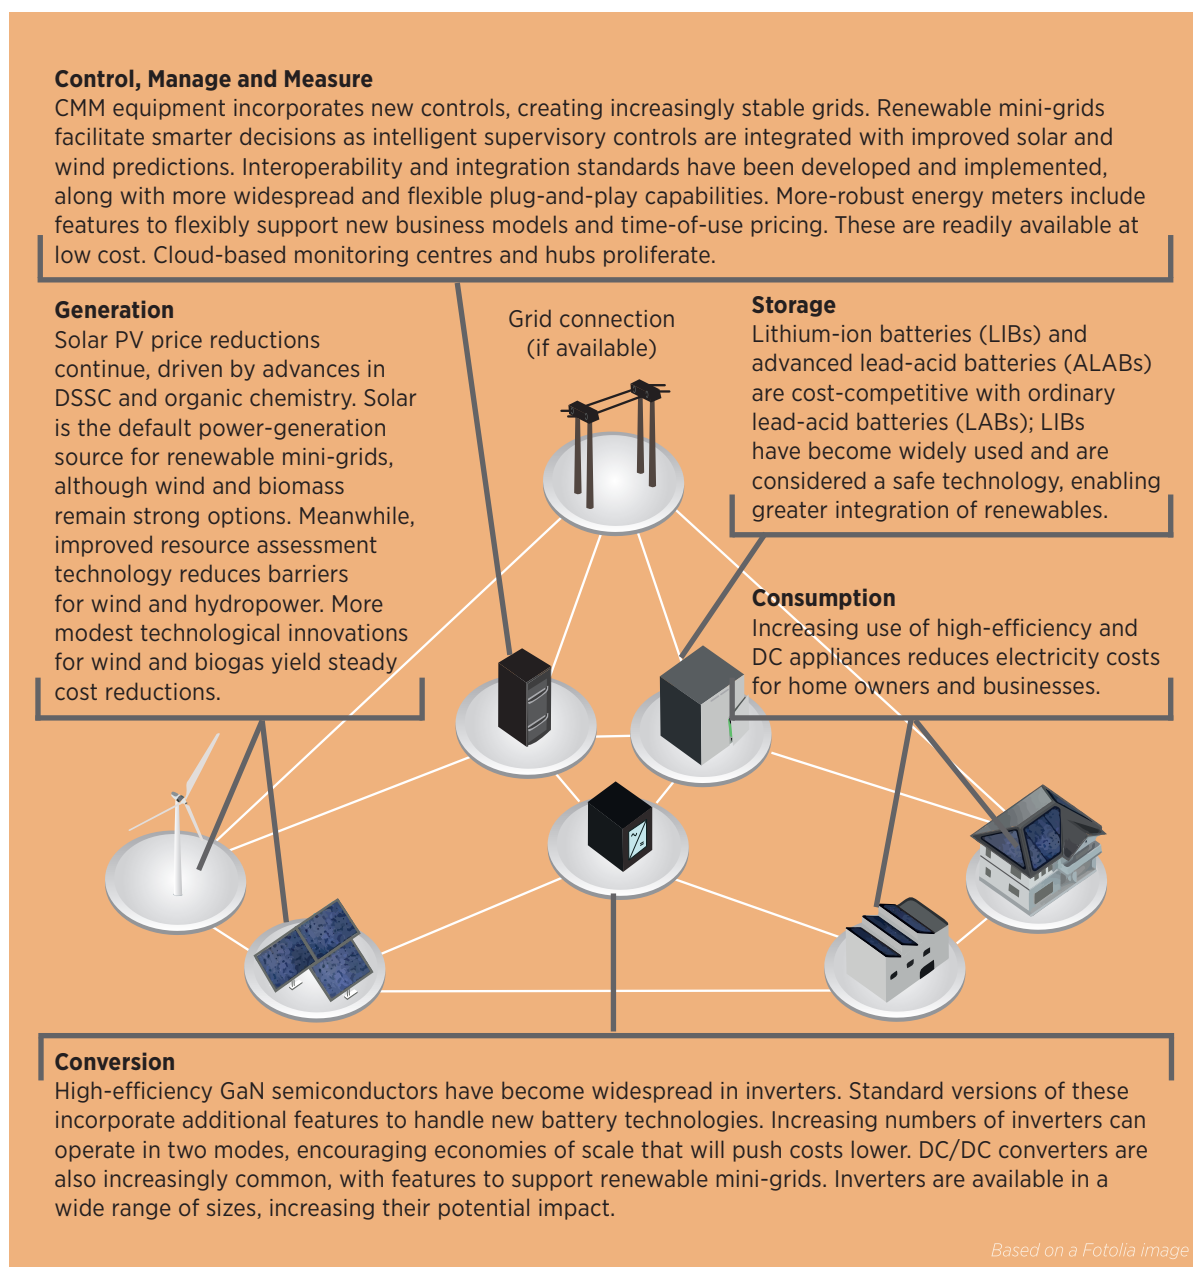 Control, Manage and Measure
CMM equipment incorporates new controls, creating increasingly stable grids. Renewable mini-grids
facilitate smarter decisions as intelligent supervisory controls are integrated with improved solar and
wind predictions. Interoperability and integration standards have been developed and implemented,
along with more widespread and flexible plug-and-play capabilities. More-robust energy meters include
features to flexibly support new business models and time-of-use pricing. These are readily available at
low cost. Cloud-based monitoring centres and hubs proliferate.
Generation
Solar PV price reductions
continue, driven by advances in
DSSC and organic chemistry. Solar
is the default power-generation
source for renewable mini-grids,
although wind and biomass
remain strong options. Meanwhile,
improved resource assessment
technology reduces barriers
for wind and hydropower. More
modest technological innovations
for wind and biogas yield steady
cost reductions.
Grid connection
(if available)
Storage
Lithium-ion batteries (LIBs) and
advanced lead-acid batteries (ALABs)
are cost-competitive with ordinary
lead-acid batteries (LABs); LIBs
have become widely used and are
considered a safe technology, enabling
greater integration of renewables.
Consumption
Increasing use of high-efficiency and
DC appliances reduces electricity costs
for home owners and businesses.
Conversion
High-efficiency GaN semiconductors have become widespread in inverters. Standard versions of these
incorporate additional features to handle new battery technologies. Increasing numbers of inverters can
operate in two modes, encouraging economies of scale that will push costs lower. DC/DC converters are
also increasingly common, with features to support renewable mini-grids. Inverters are available in a
wide range of sizes, increasing their potential impact.
Based on a Fotolia image